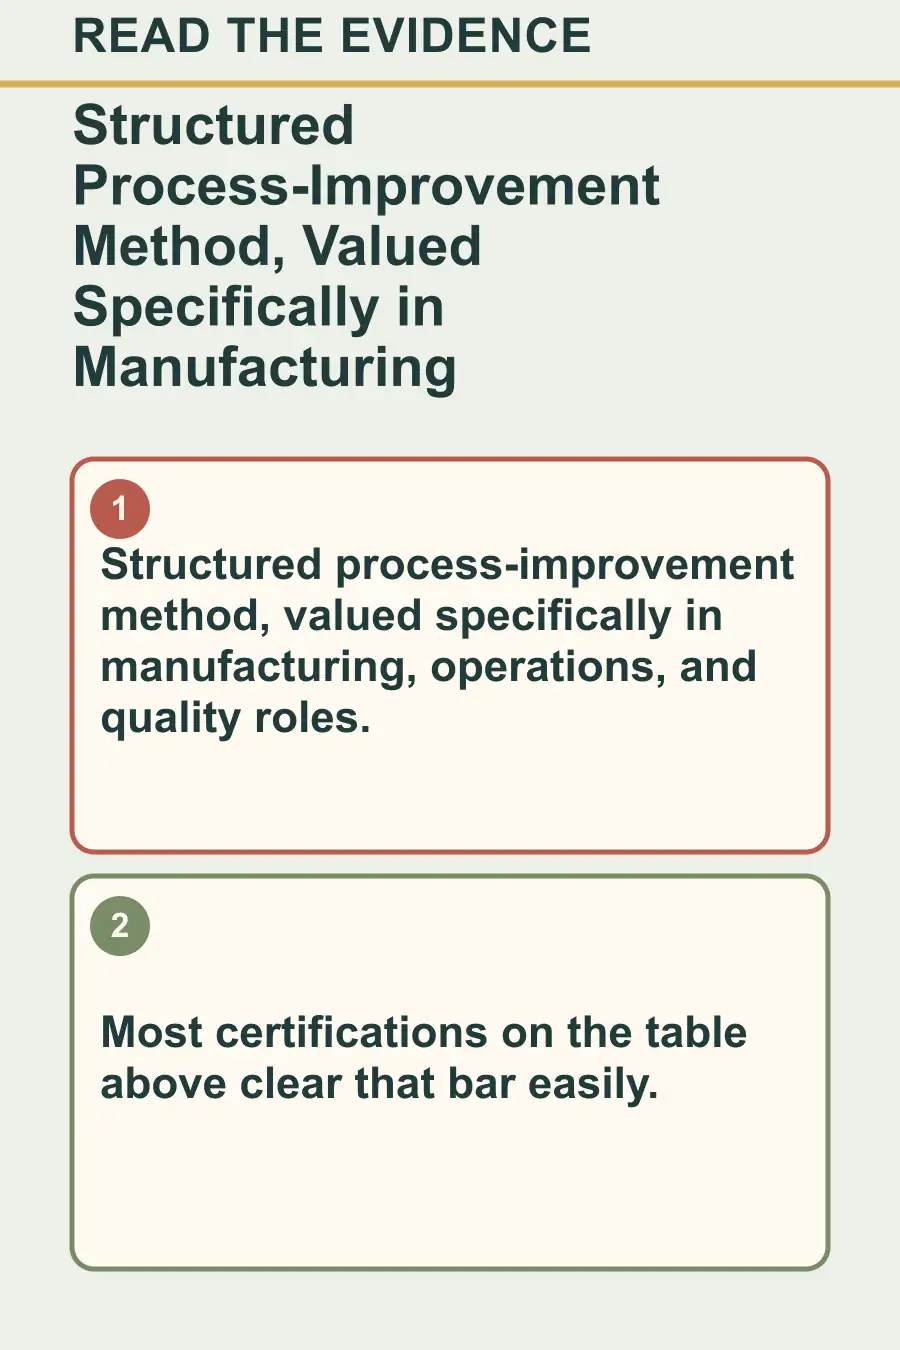 READ THE EVIDENCE
Structured
Process-Improvement
Method, Valued
Specifically in
Manufacturing
1
Structured process-improvement
method, valued specifically in
manufacturing, operations, and
quality roles.
2
Most certifications on the table
above clear that bar easily.